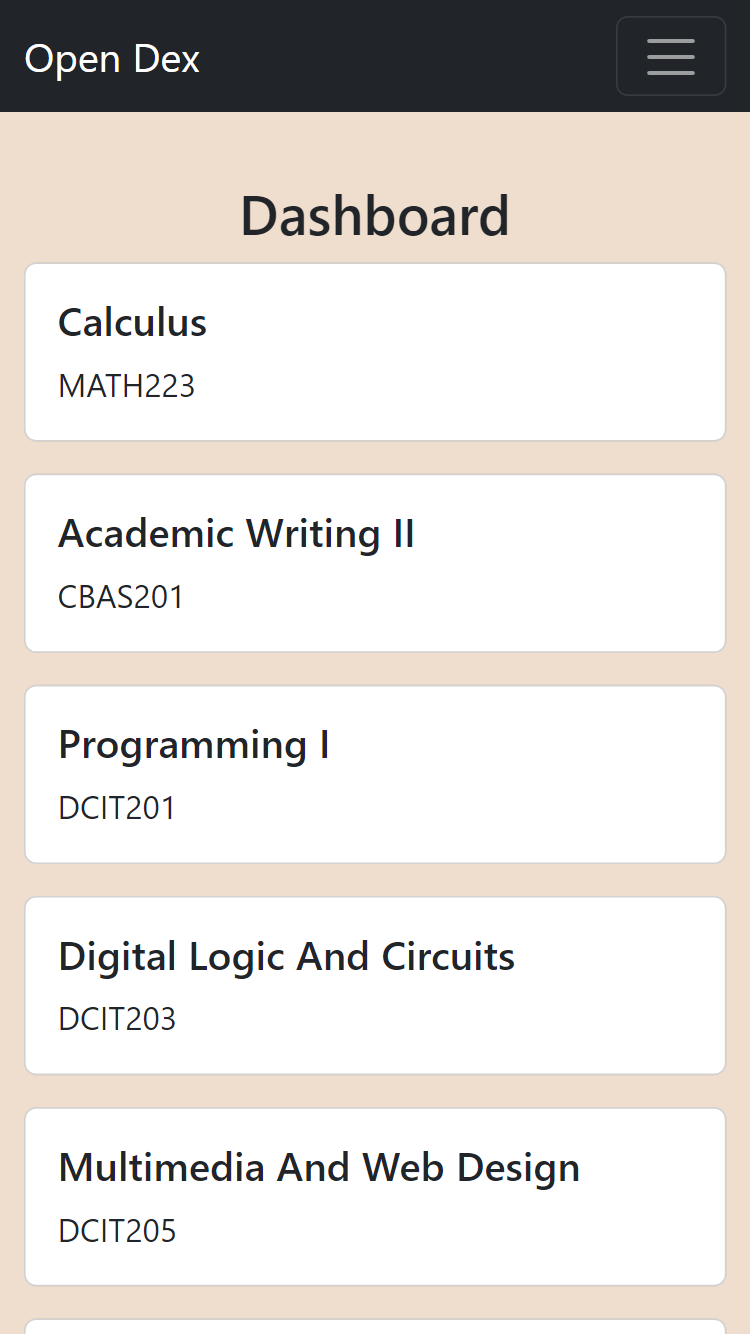 Open Dex
Dashboard
Calculus
MATH223
Academic Writing II
CBAS201
Programming I
DCIT201
Digital Logic And Circuits
DCIT203
Multimedia And Web Design
DCIT205